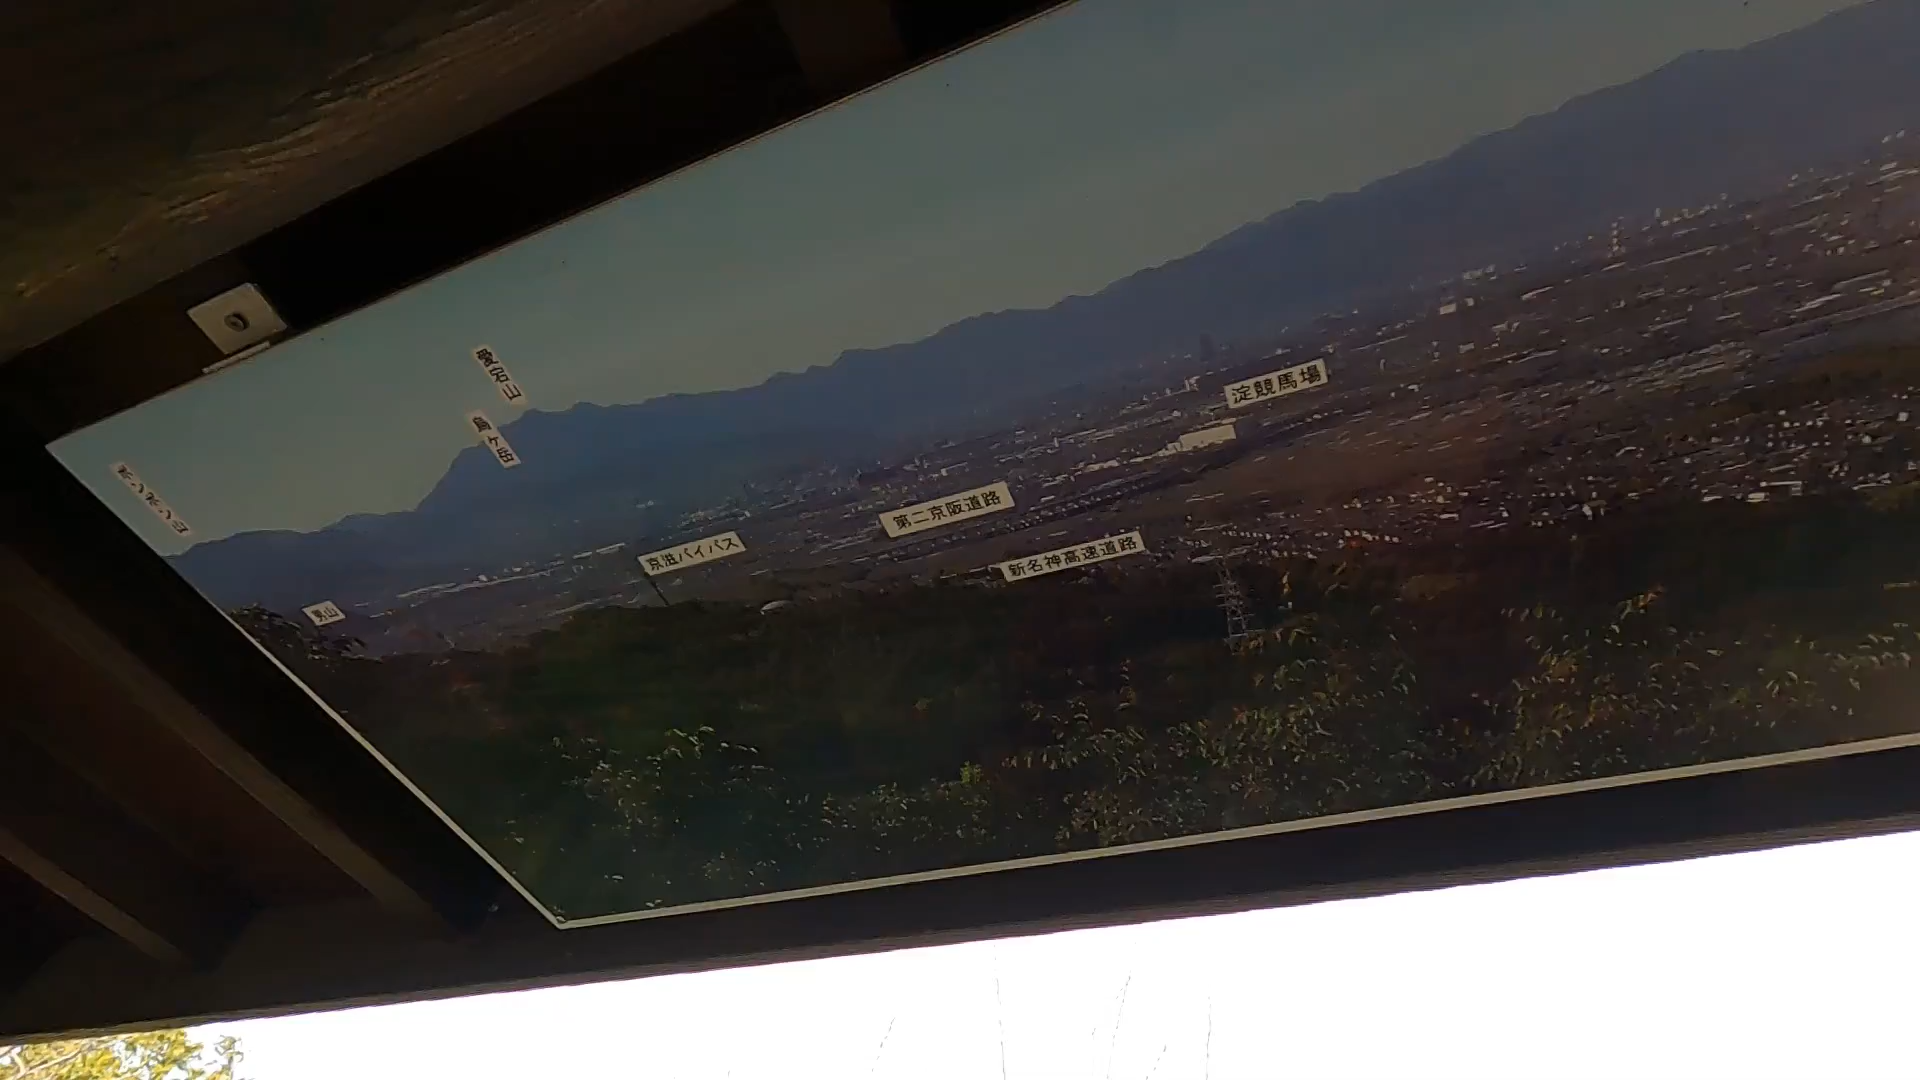 愛宕山
烏ヶ岳
淀競馬場
第二京阪道路
京滋バイパス
新名神高速道路
男山